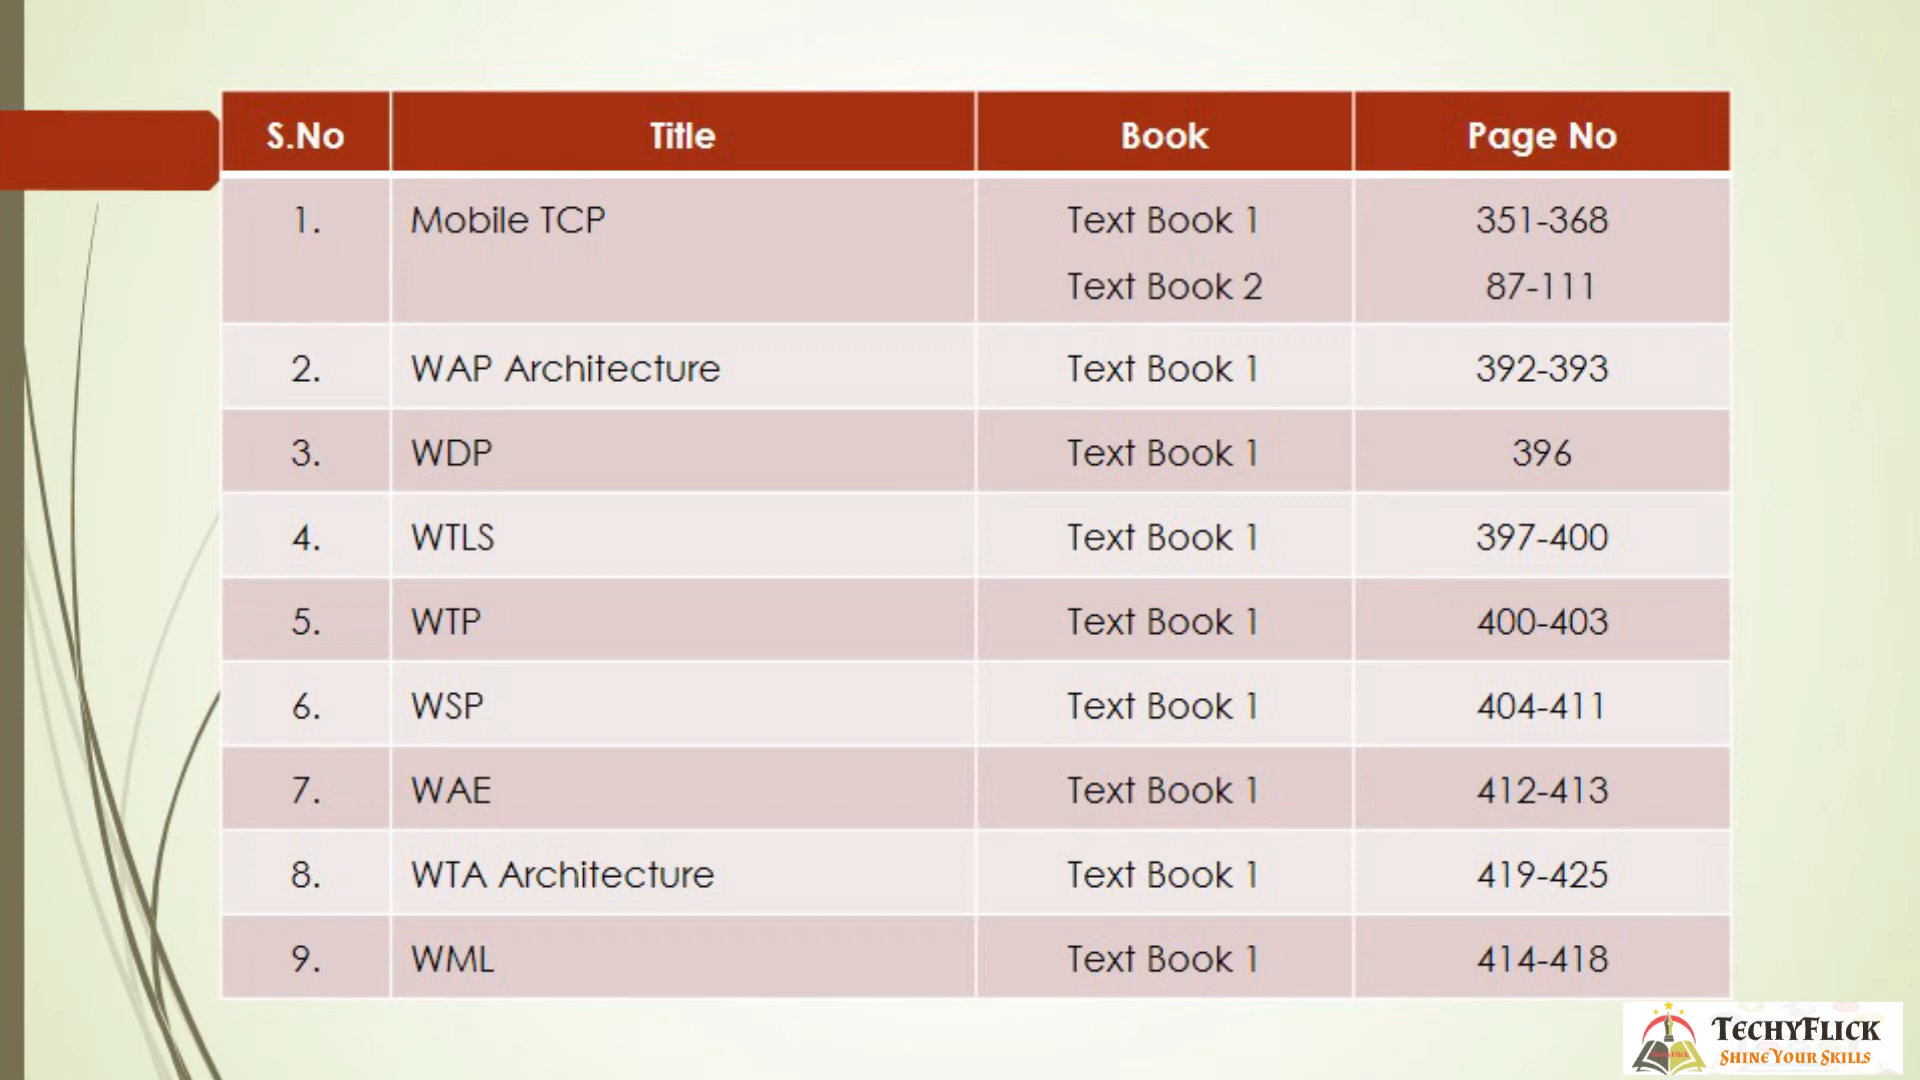 S.No Title Book Page No
1. Mobile TCP Text Book 1 351-368
Text Book 2 87-111
2. WAP Architecture Text Book 1 392-393
3. WDP Text Book 1 396
4. WTLS Text Book 1 397-400
5. WTP Text Book 1 400-403
6. WSP Text Book 1 404-411
7. WAE Text Book 1 412-413
8. WTA Architecture Text Book 1 419-425
9. WML Text Book 1 414-418
TechyFlick
Shine Your Skills